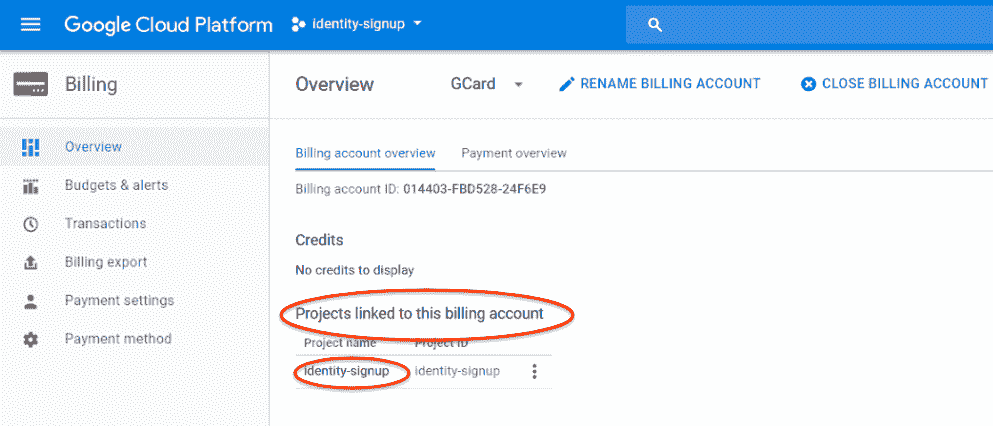 Google Cloud Platform identity-signup
Billing
Overview GCard RENAME BILLING ACCOUNT CLOSE BILLING ACCOUNT
Overview
Budgets & alerts
Transactions
Billing export
Payment settings
Payment method
Billing account overview Payment overview
Billing account ID: 014403-FBD528-24F6E9
Credits
No credits to display
Projects linked to this billing account
Project name Project ID
identity-signup identity-signup